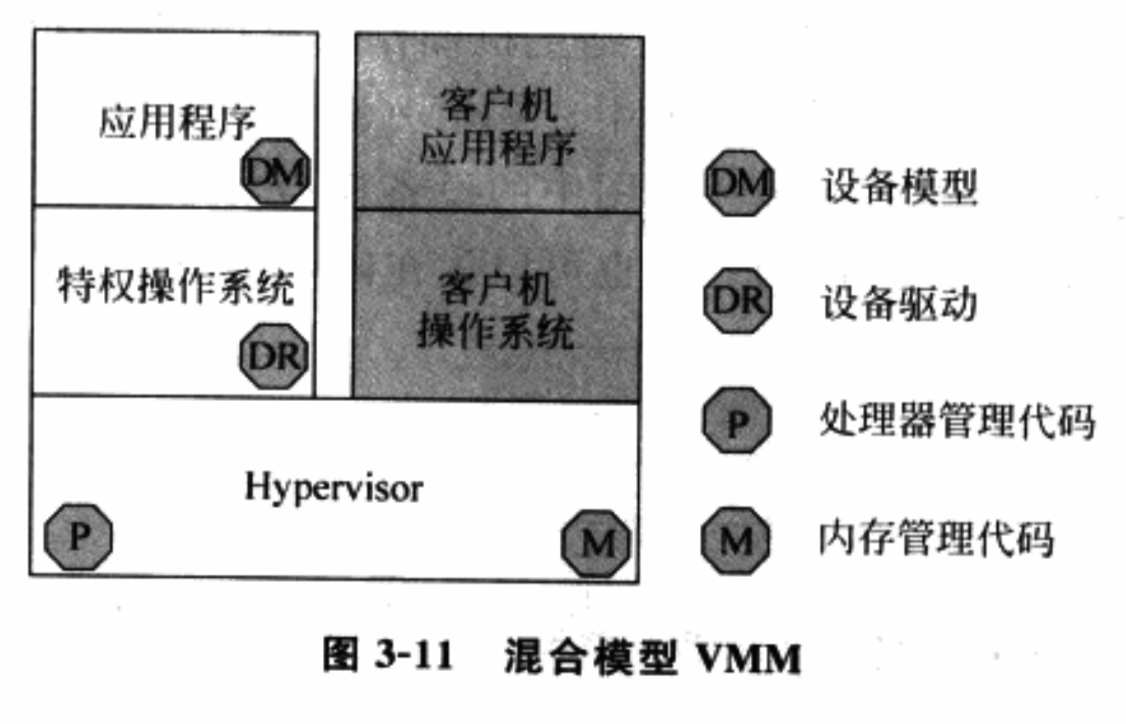 应用程序
DM
特权操作系统
DR
客户机
应用程序
客户机
操作系统
Hypervisor
P
M
DM 设备模型
DR 设备驱动
P 处理器管理代码
M 内存管理代码
图 3-11 混合模型 VMM